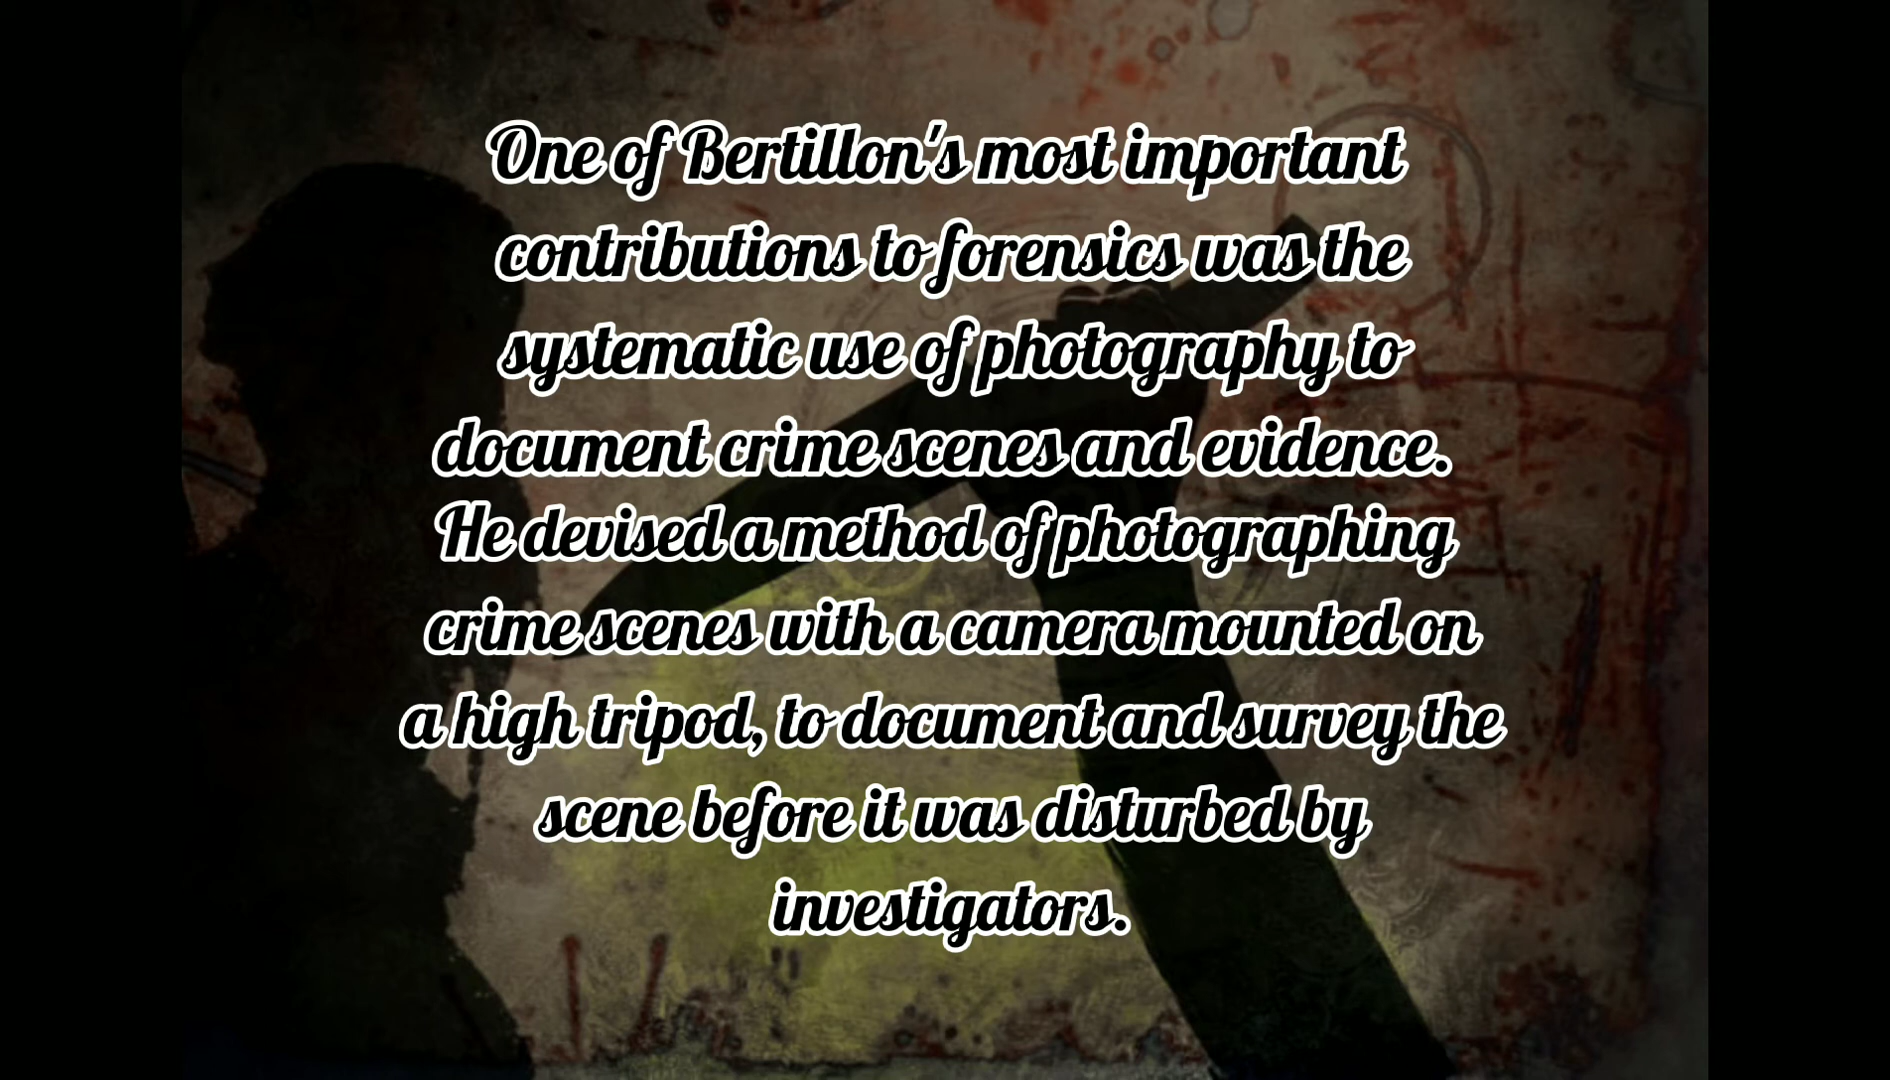 One of Bertillon's most important
contributions to forensics was the
systematic use of photography to
document crime scenes and evidence.
He devised a method of photographing
crime scenes with a camera mounted on
a high tripod, to document and survey the
scene before it was disturbed by
investigators.